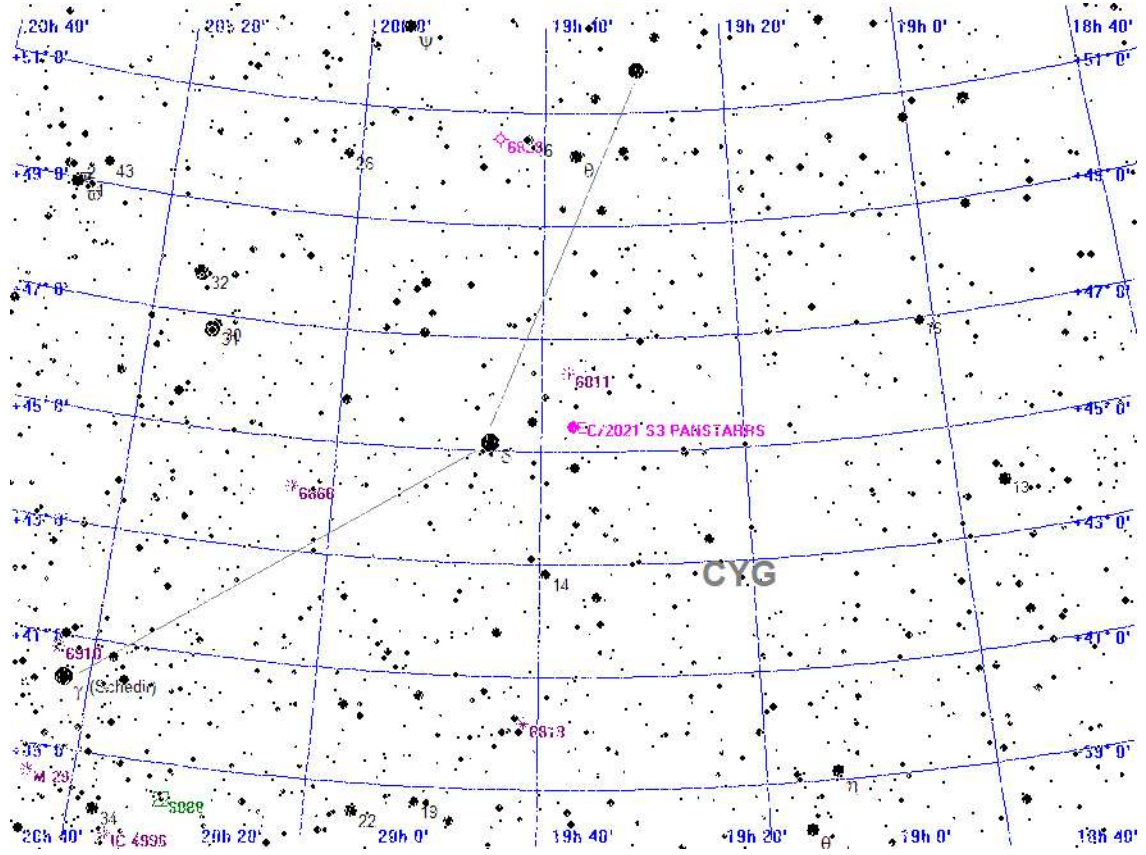 20h 40' 20h 20' 20h 0' 19h 40' 19h 20' 19h 0' 18h 40'
ψ
+51° 0' +51° 0'
6
26
θ
43
+49° 0' +49° 0'
32
+47° 0' +47° 0'
31
6811
+45° 0' +45° 0'
C/2021 S3 PANSTARRS
6866
13
+43° 0' +43° 0'
CYG
14
+41° 0' +41° 0'
6910
γ (Schedir)
6819
+39° 0' +39° 0'
M 29
6888
η
34
22
19
IC 4996
θ
20h 40' 20h 20' 20h 0' 19h 40' 19h 20' 19h 0' 18h 40'